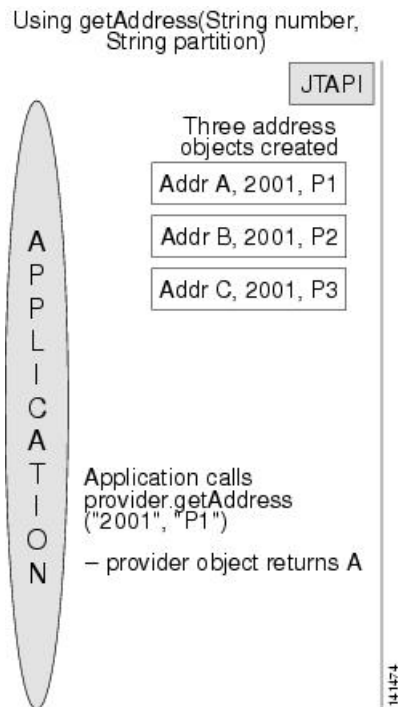 Using getAddress(String number,
String partition)
JTAPI
Three address
objects created
Addr A, 2001, P1
Addr B, 2001, P2
Addr C, 2001, P3
APPLICATION
Application calls
provider.getAddress
("2001", "P1")
– provider object returns A
141474